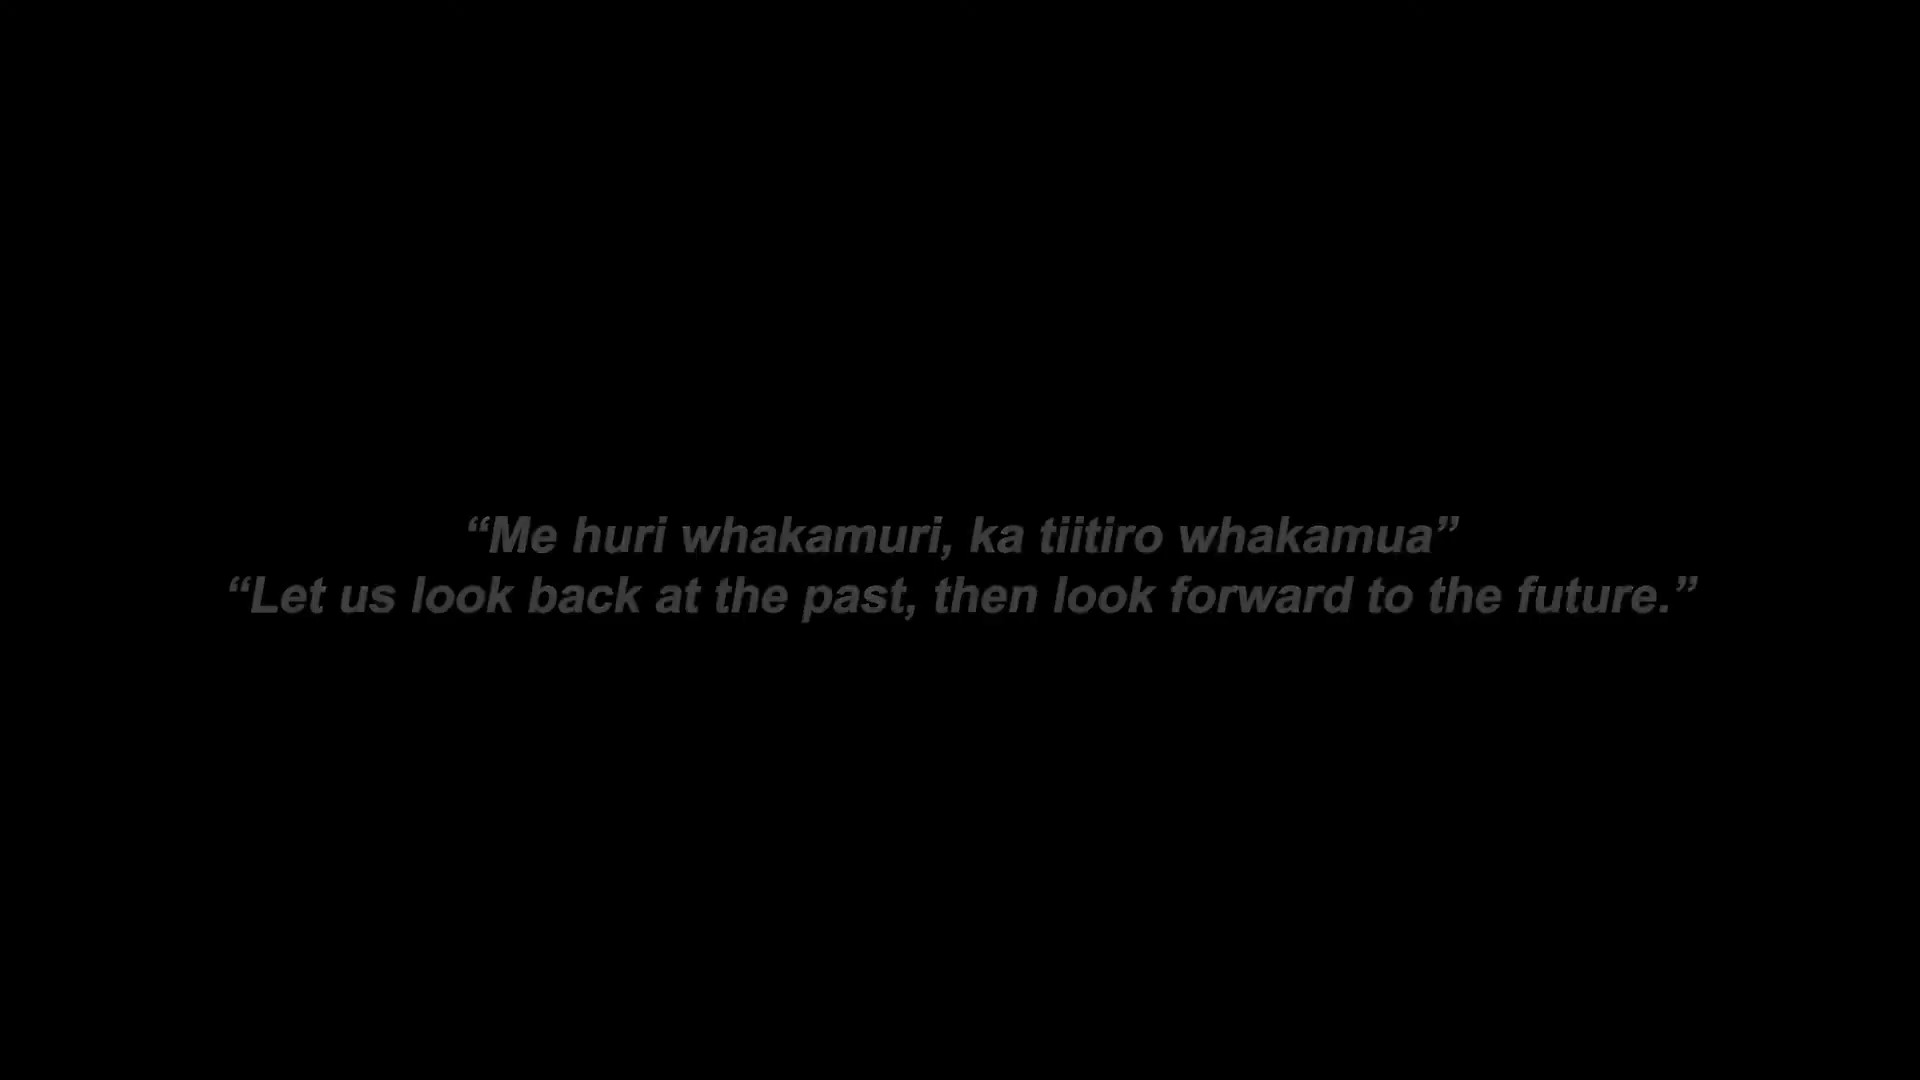 “Me huri whakamuri, ka tiitiro whakamua”
“Let us look back at the past, then look forward to the future.”